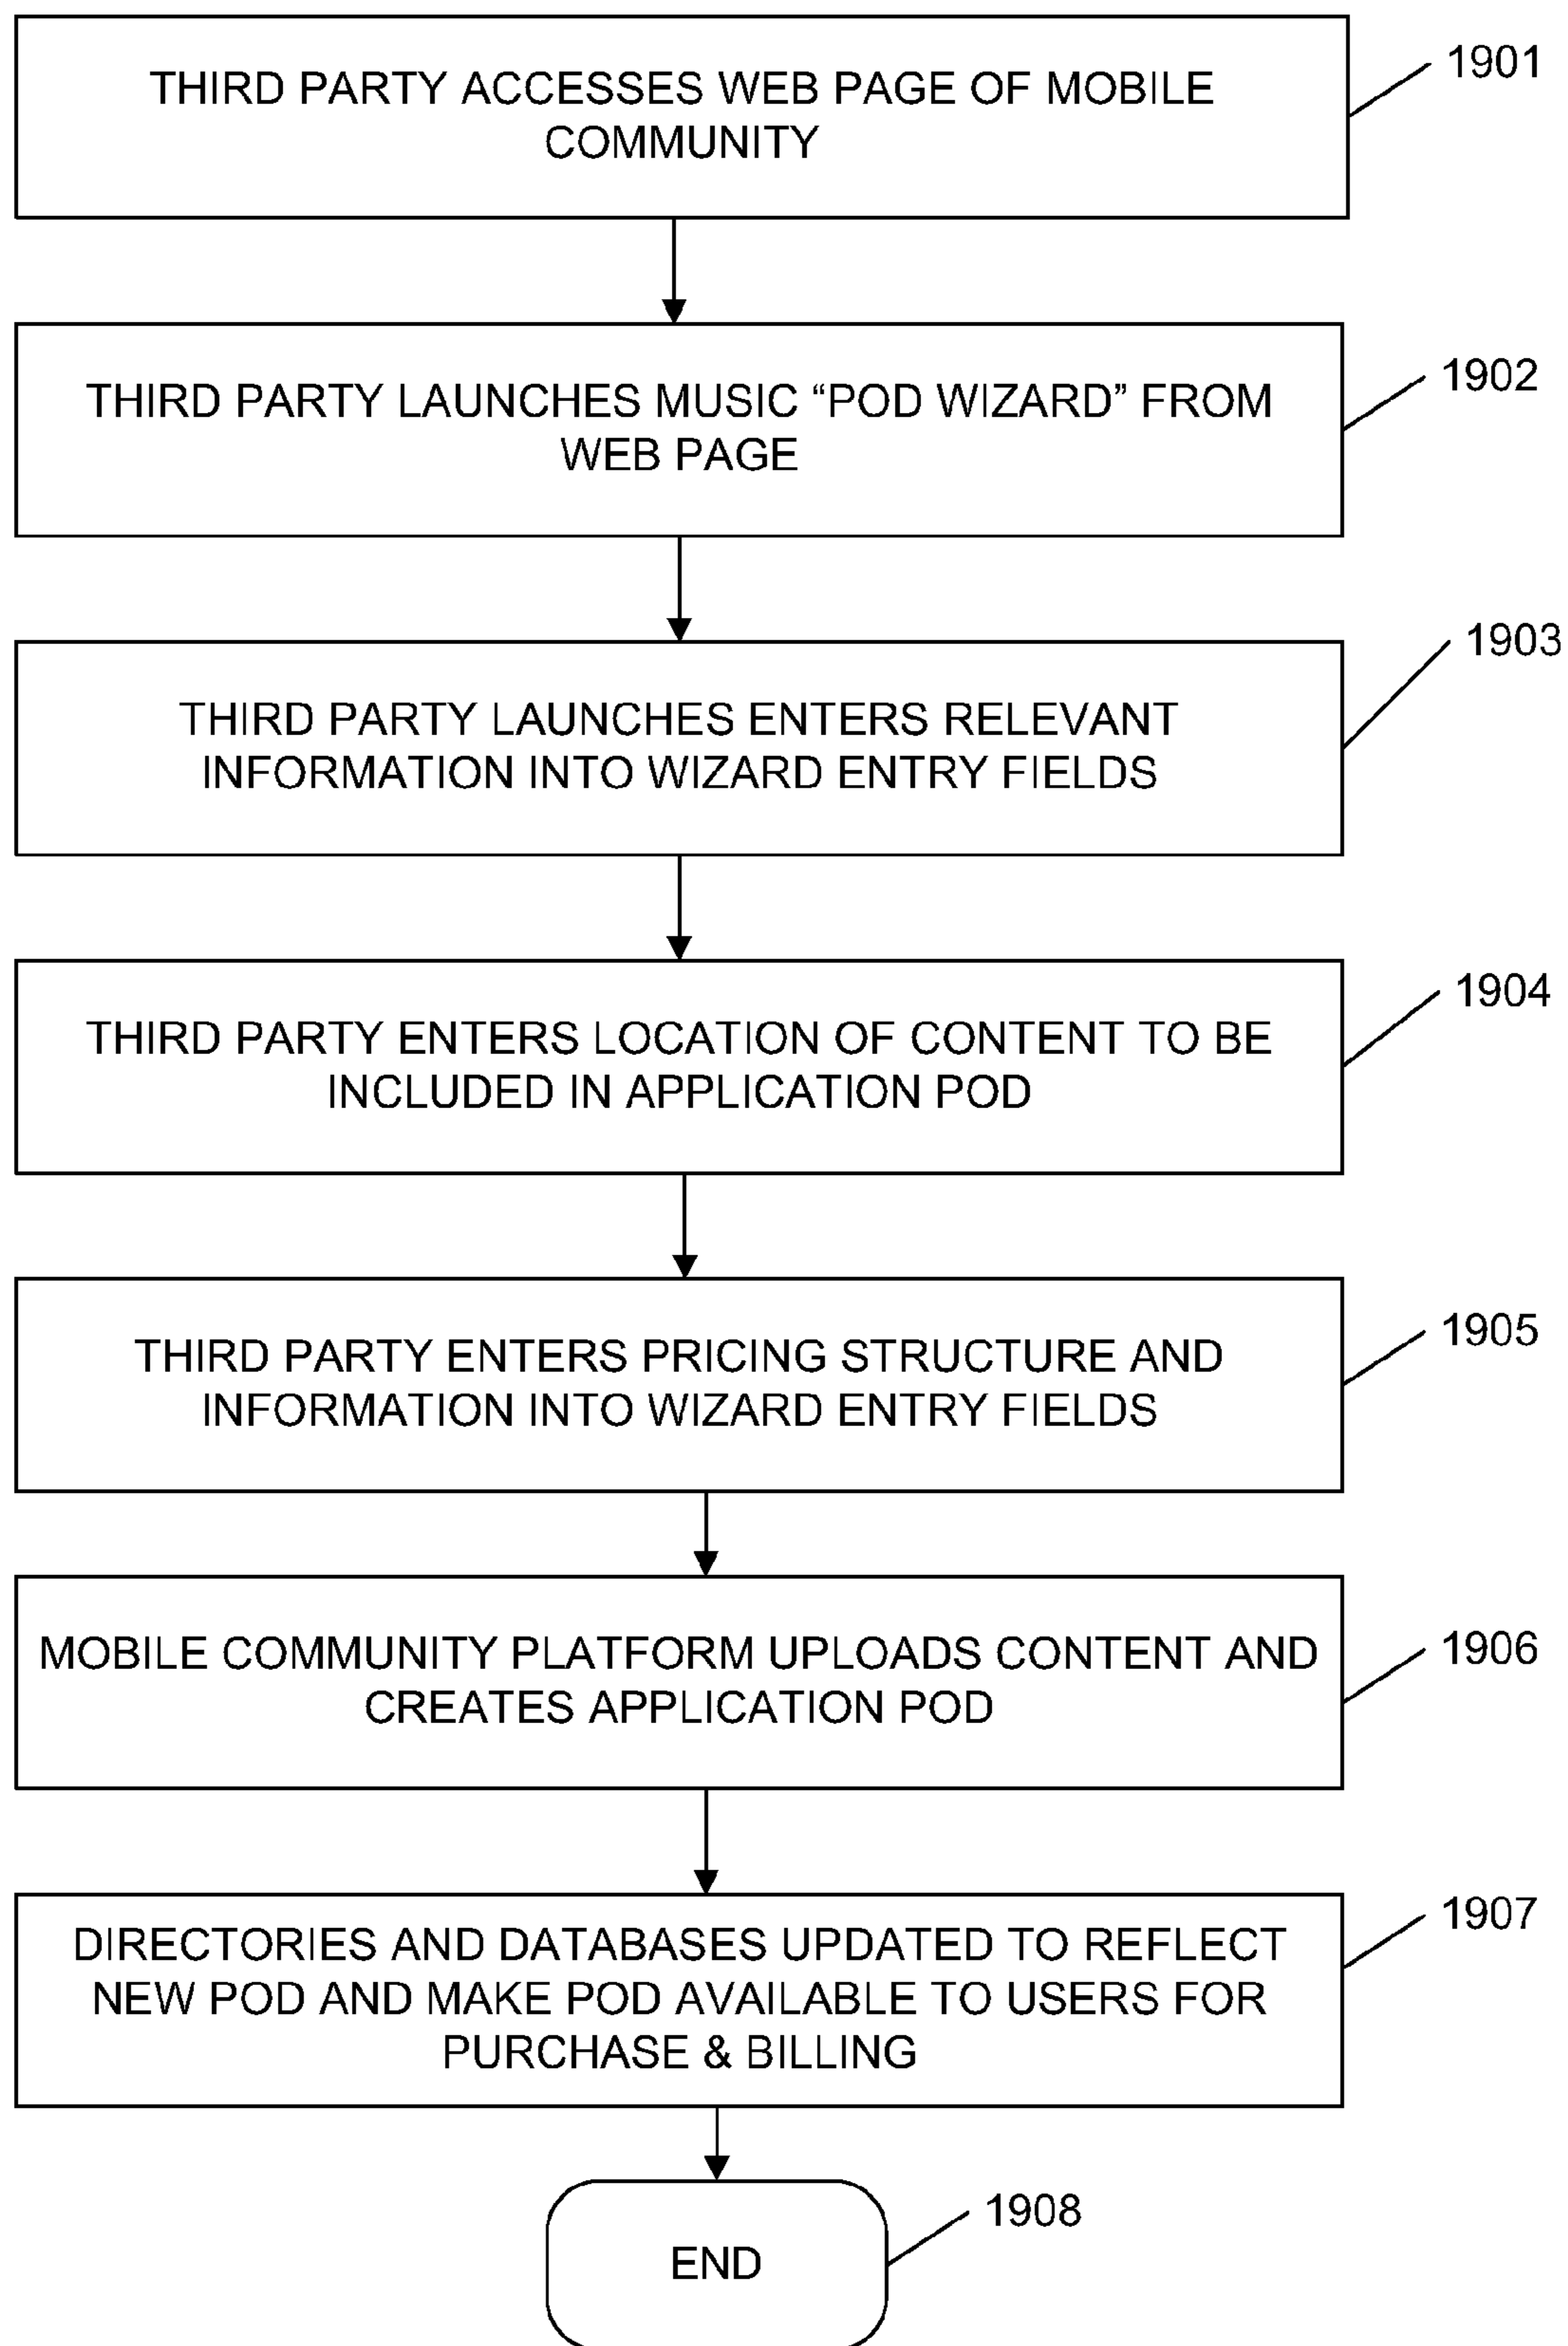 THIRD PARTY ACCESSES WEB PAGE OF MOBILE
COMMUNITY
1901
THIRD PARTY LAUNCHES MUSIC “POD WIZARD” FROM
WEB PAGE
1902
THIRD PARTY LAUNCHES ENTERS RELEVANT
INFORMATION INTO WIZARD ENTRY FIELDS
1903
THIRD PARTY ENTERS LOCATION OF CONTENT TO BE
INCLUDED IN APPLICATION POD
1904
THIRD PARTY ENTERS PRICING STRUCTURE AND
INFORMATION INTO WIZARD ENTRY FIELDS
1905
MOBILE COMMUNITY PLATFORM UPLOADS CONTENT AND
CREATES APPLICATION POD
1906
DIRECTORIES AND DATABASES UPDATED TO REFLECT
NEW POD AND MAKE POD AVAILABLE TO USERS FOR
PURCHASE & BILLING
1907
END
1908